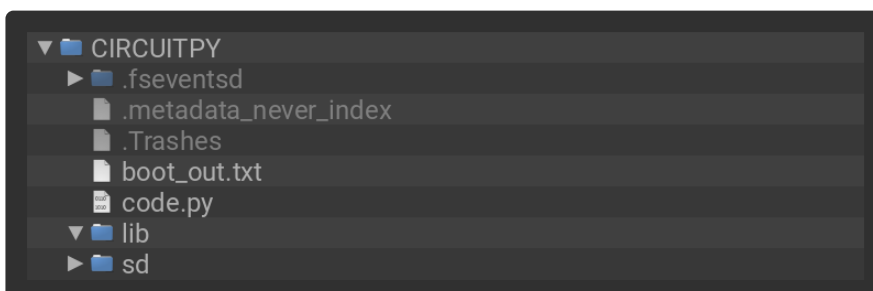 CIRCUITPY
.fseventsd
.metadata_never_index
.Trashes
boot_out.txt
code.py
lib
sd